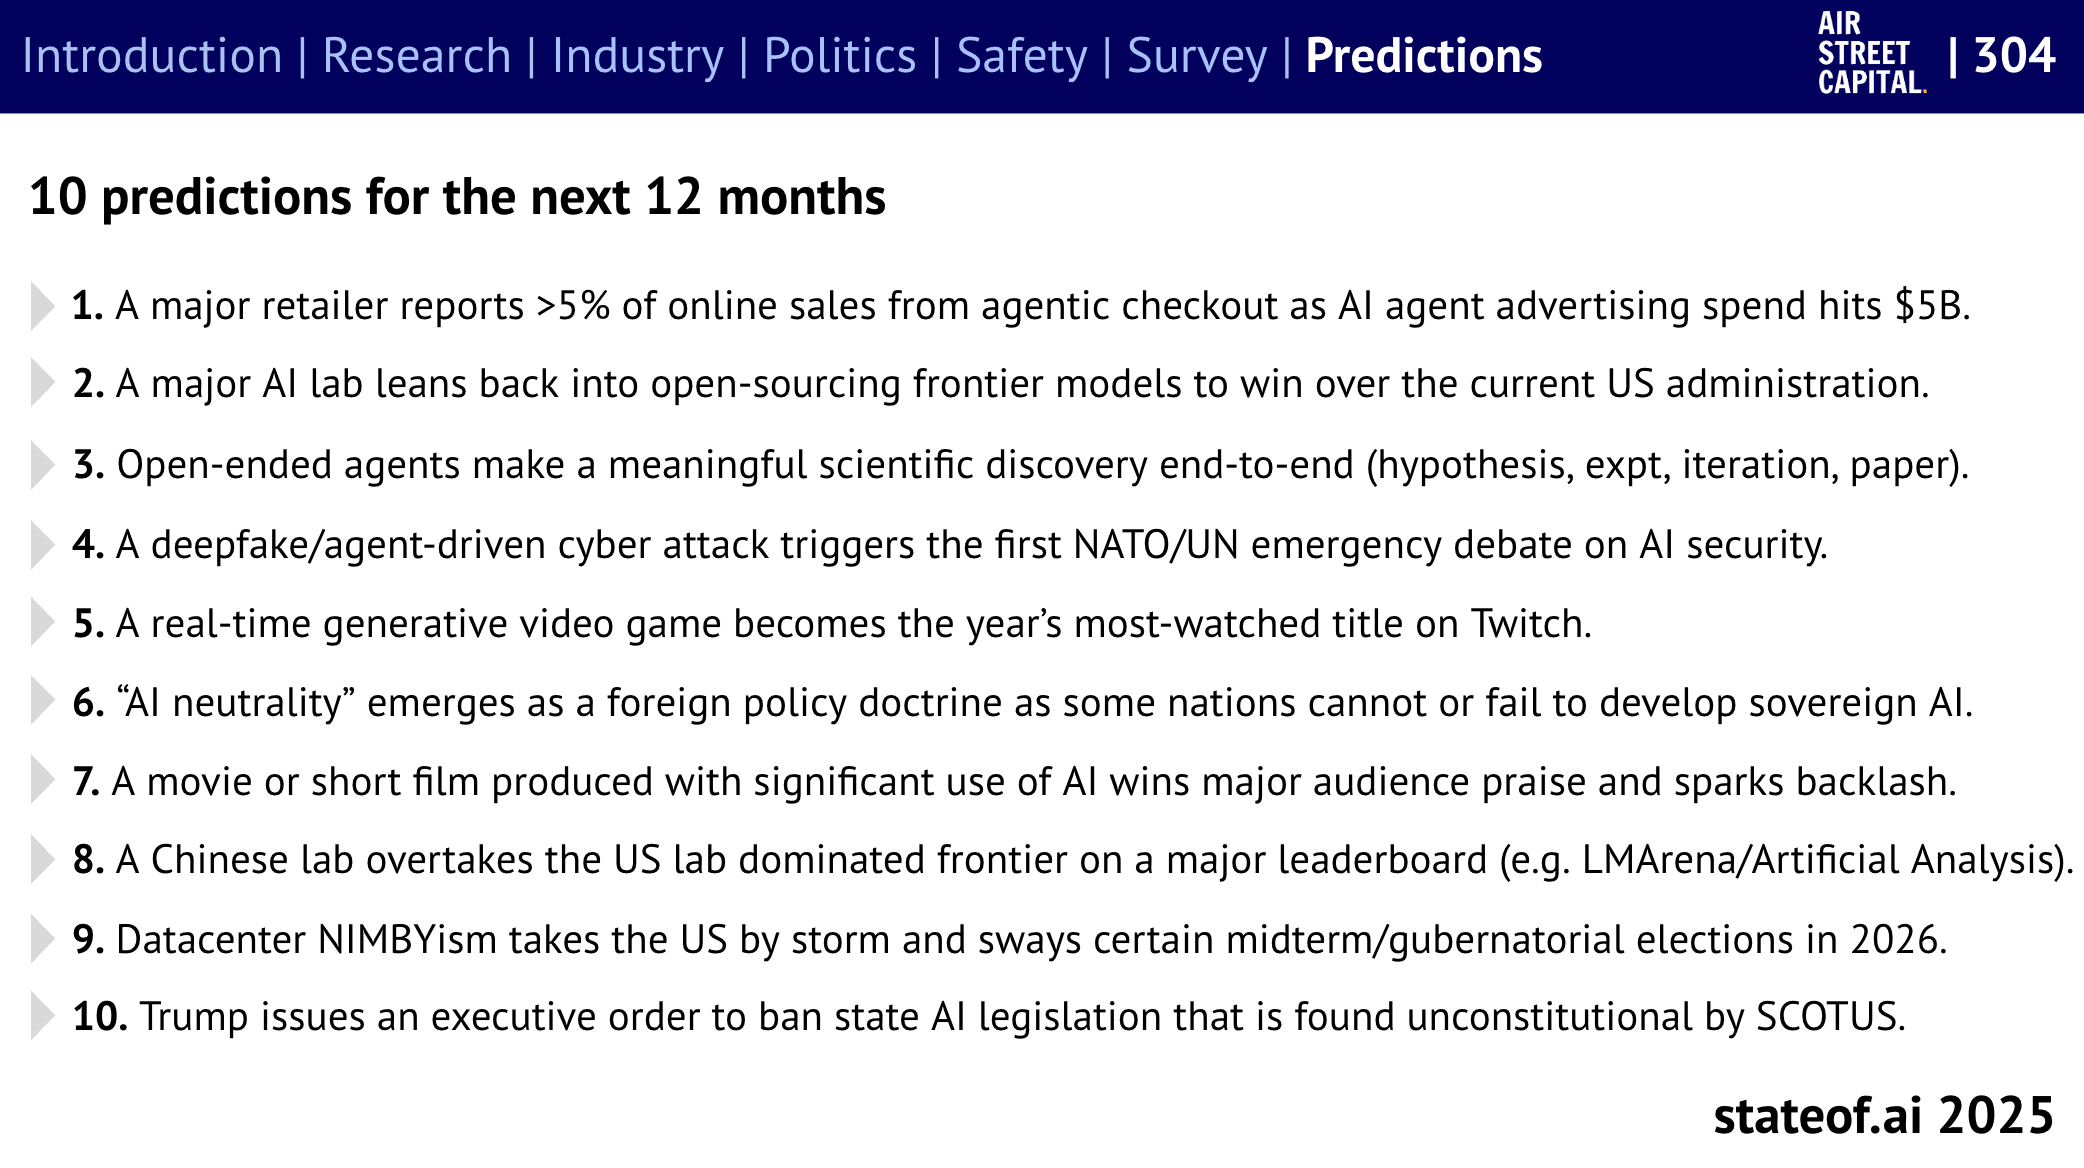 Introduction | Research | Industry | Politics | Safety | Survey | Predictions
AIR
STREET
CAPITAL.
| 304
10 predictions for the next 12 months
1. A major retailer reports >5% of online sales from agentic checkout as AI agent advertising spend hits $5B.
2. A major AI lab leans back into open-sourcing frontier models to win over the current US administration.
3. Open-ended agents make a meaningful scientific discovery end-to-end (hypothesis, expt, iteration, paper).
4. A deepfake/agent-driven cyber attack triggers the first NATO/UN emergency debate on AI security.
5. A real-time generative video game becomes the year’s most-watched title on Twitch.
6. “AI neutrality” emerges as a foreign policy doctrine as some nations cannot or fail to develop sovereign AI.
7. A movie or short film produced with significant use of AI wins major audience praise and sparks backlash.
8. A Chinese lab overtakes the US lab dominated frontier on a major leaderboard (e.g. LMArena/Artificial Analysis).
9. Datacenter NIMBYism takes the US by storm and sways certain midterm/gubernatorial elections in 2026.
10. Trump issues an executive order to ban state AI legislation that is found unconstitutional by SCOTUS.
stateof.ai 2025